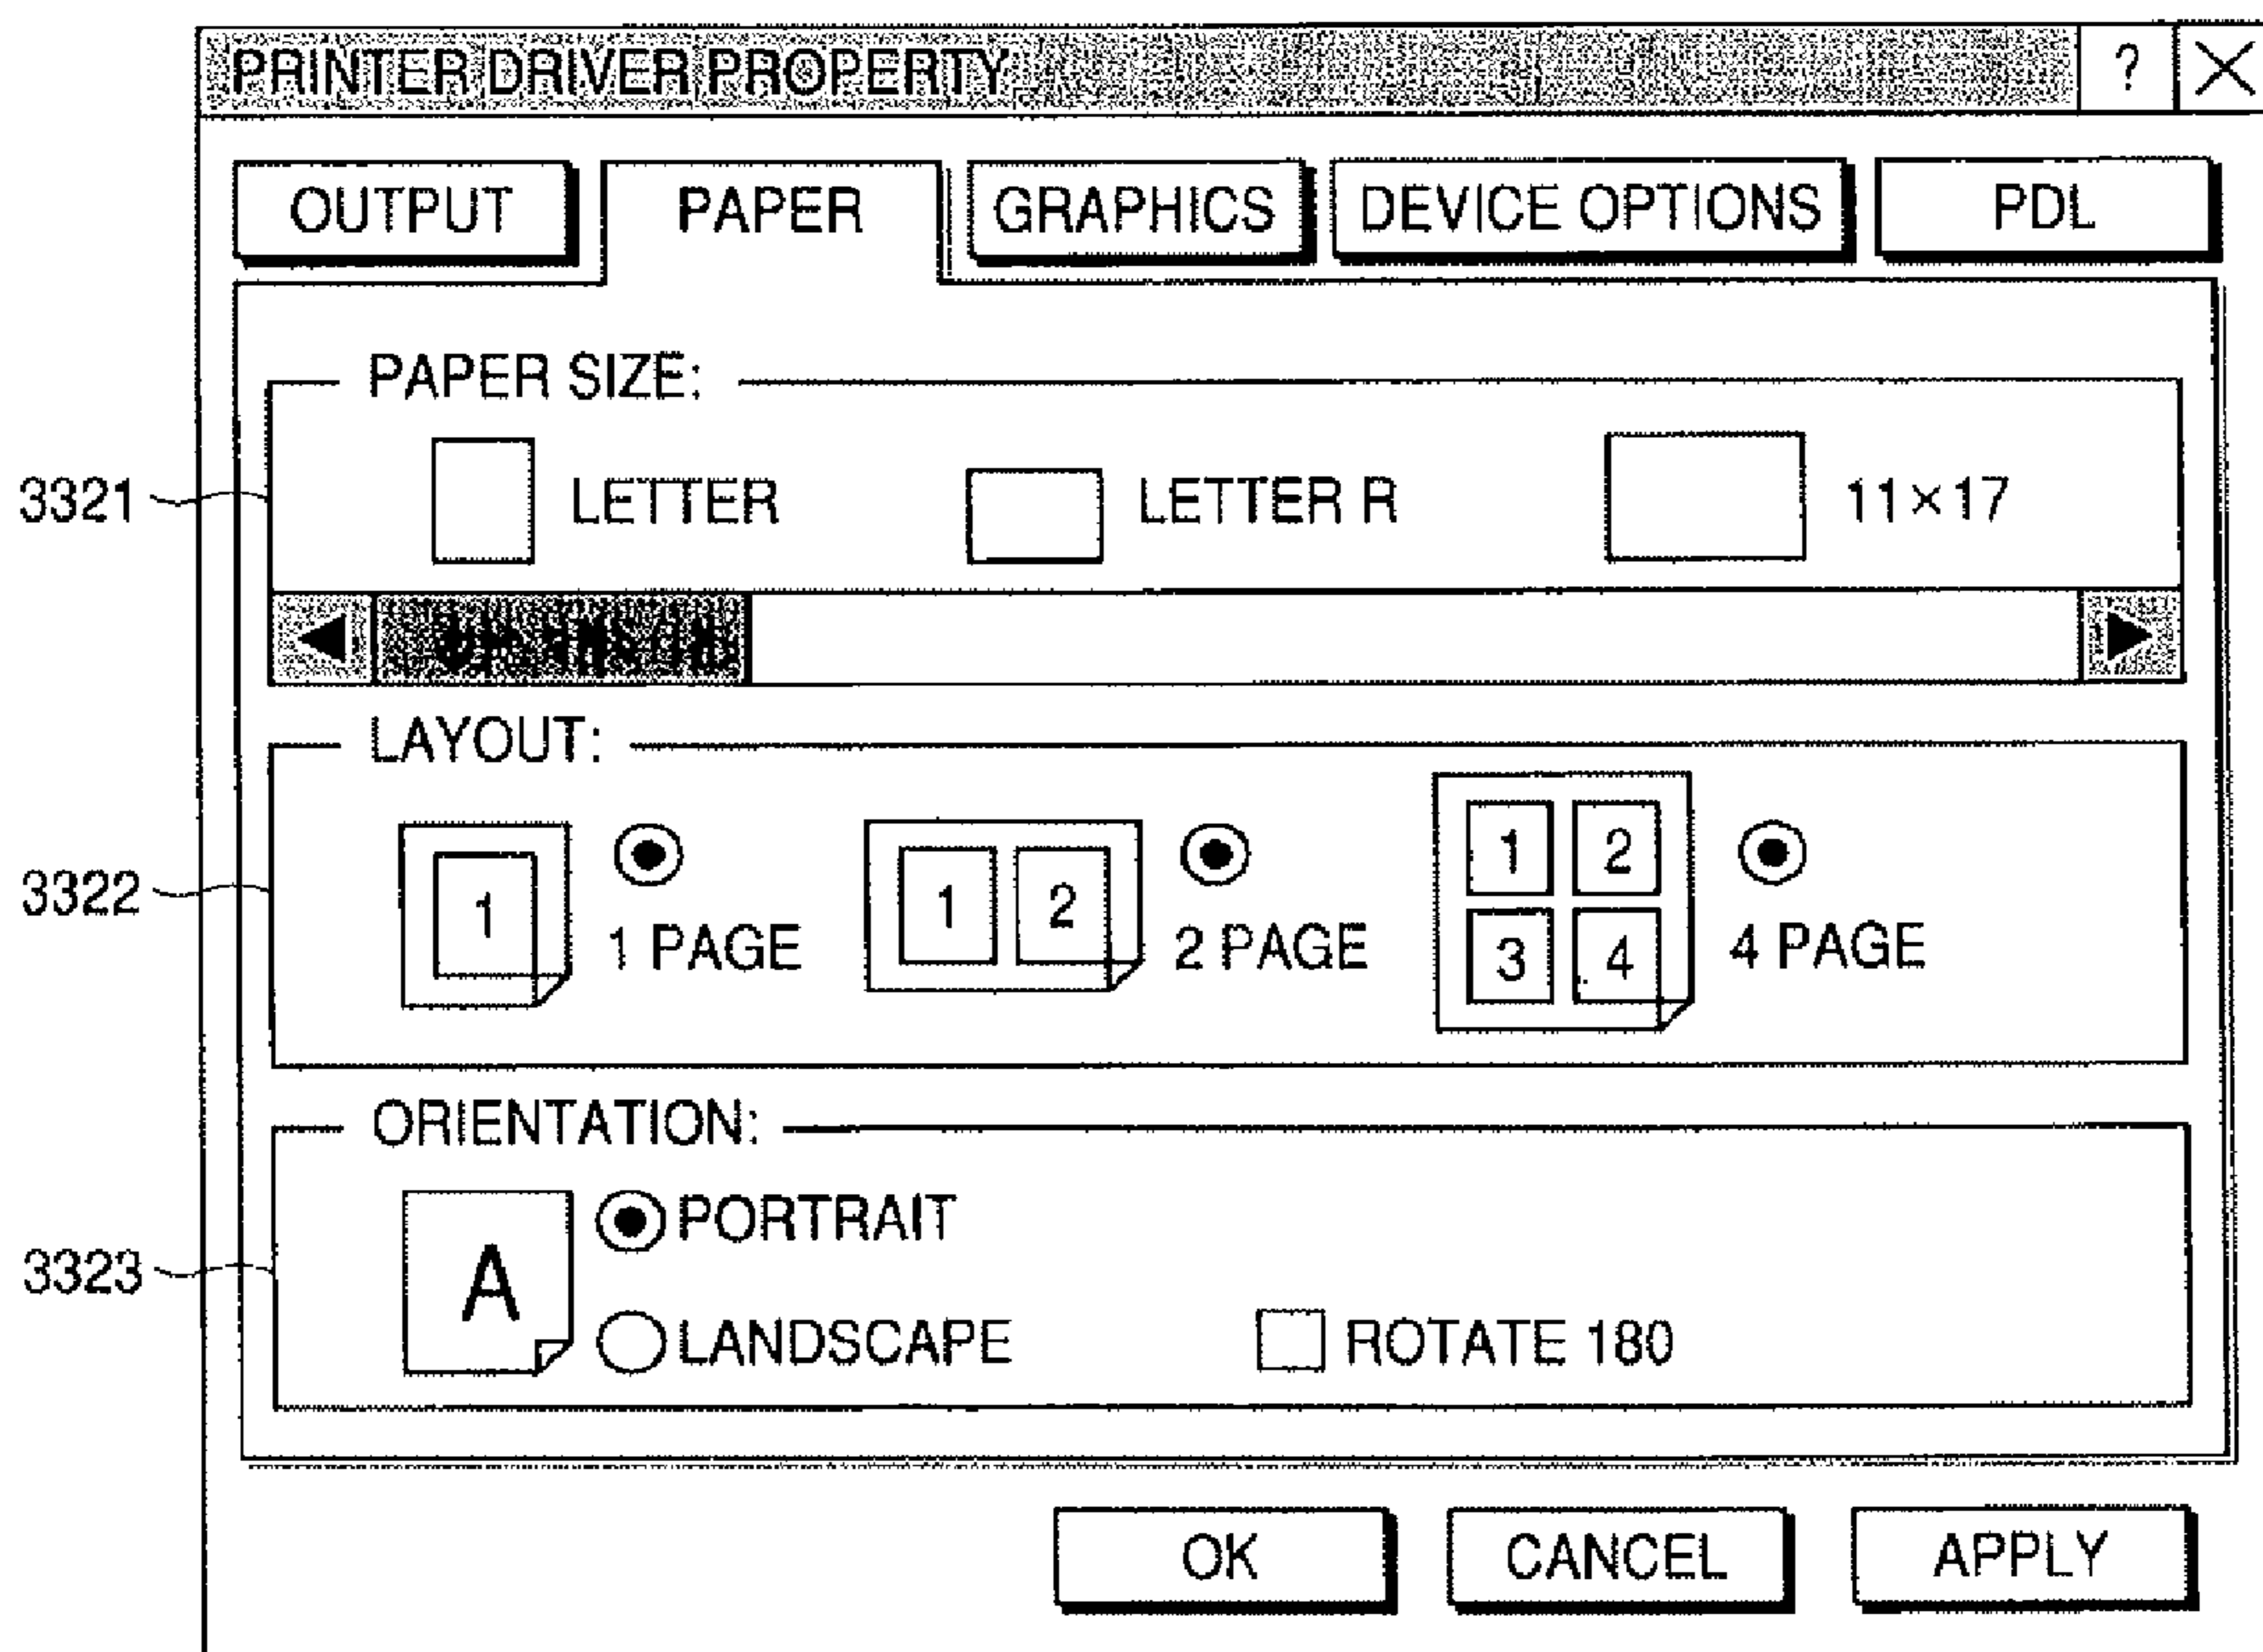 PRINTER DRIVER PROPERTY ? X
OUTPUT PAPER GRAPHICS DEVICE OPTIONS PDL
PAPER SIZE:
3321 LETTER LETTER R 11×17
LAYOUT:
1 2
3322 1 1 2 3 4
1 PAGE 2 PAGE 4 PAGE
ORIENTATION:
PORTRAIT
3323 A
LANDSCAPE ROTATE 180
OK CANCEL APPLY